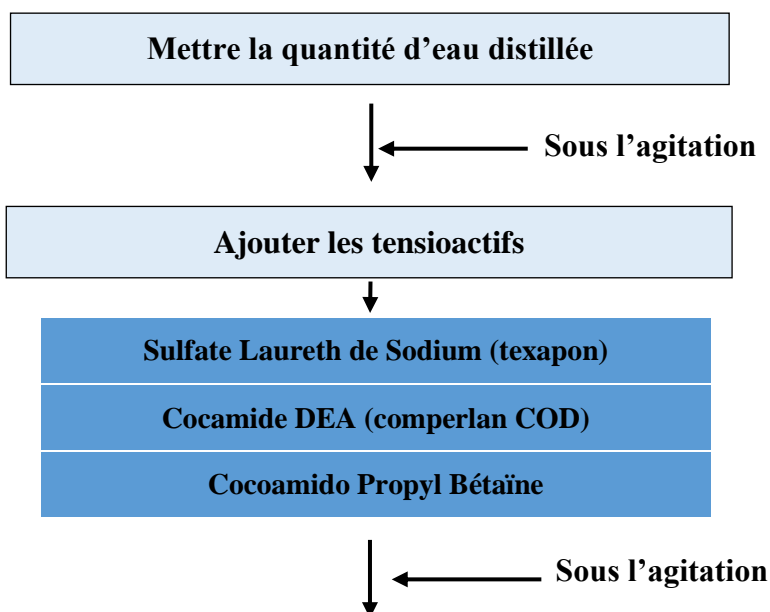 Mettre la quantité d’eau distillée
Sous l’agitation
Ajouter les tensioactifs
Sulfate Laureth de Sodium (texapon)
Cocamide DEA (comperlan COD)
Cocoamido Propyl Bétaïne
Sous l’agitation